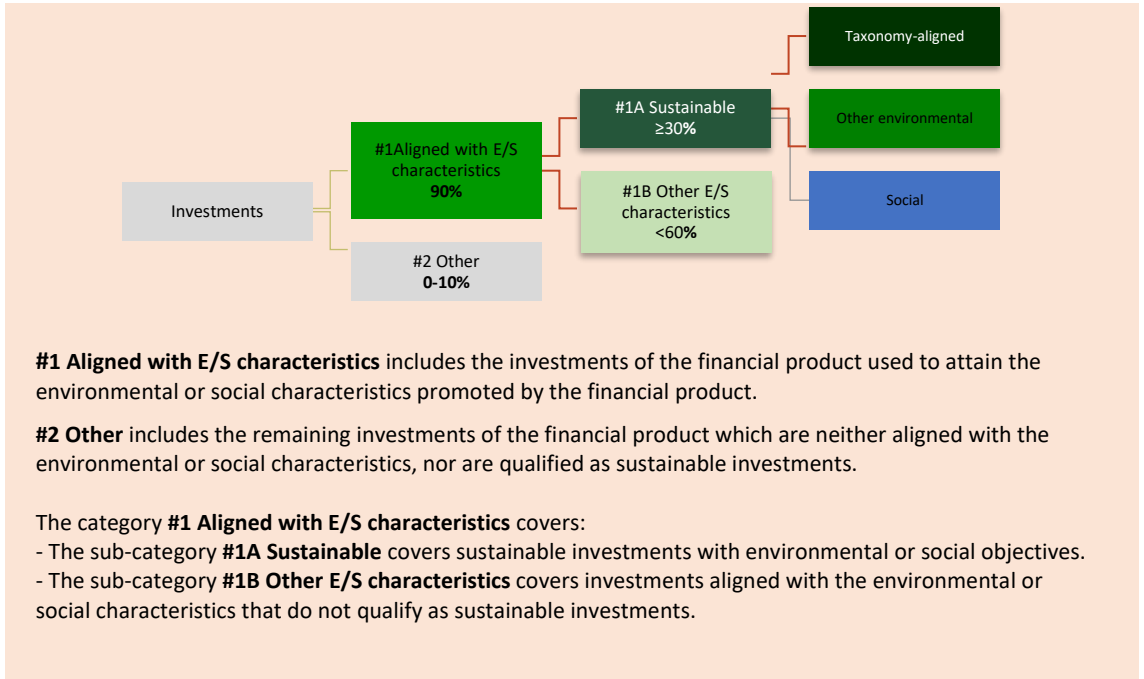 Taxonomy-aligned
#1A Sustainable
≥30%
Other environmental
#1Aligned with E/S
characteristics
90%
Investments
#1B Other E/S
characteristics
<60%
Social
#2 Other
0-10%
#1 Aligned with E/S characteristics includes the investments of the financial product used to attain the
environmental or social characteristics promoted by the financial product.
#2 Other includes the remaining investments of the financial product which are neither aligned with the
environmental or social characteristics, nor are qualified as sustainable investments.
The category #1 Aligned with E/S characteristics covers:
- The sub-category #1A Sustainable covers sustainable investments with environmental or social objectives.
- The sub-category #1B Other E/S characteristics covers investments aligned with the environmental or
social characteristics that do not qualify as sustainable investments.